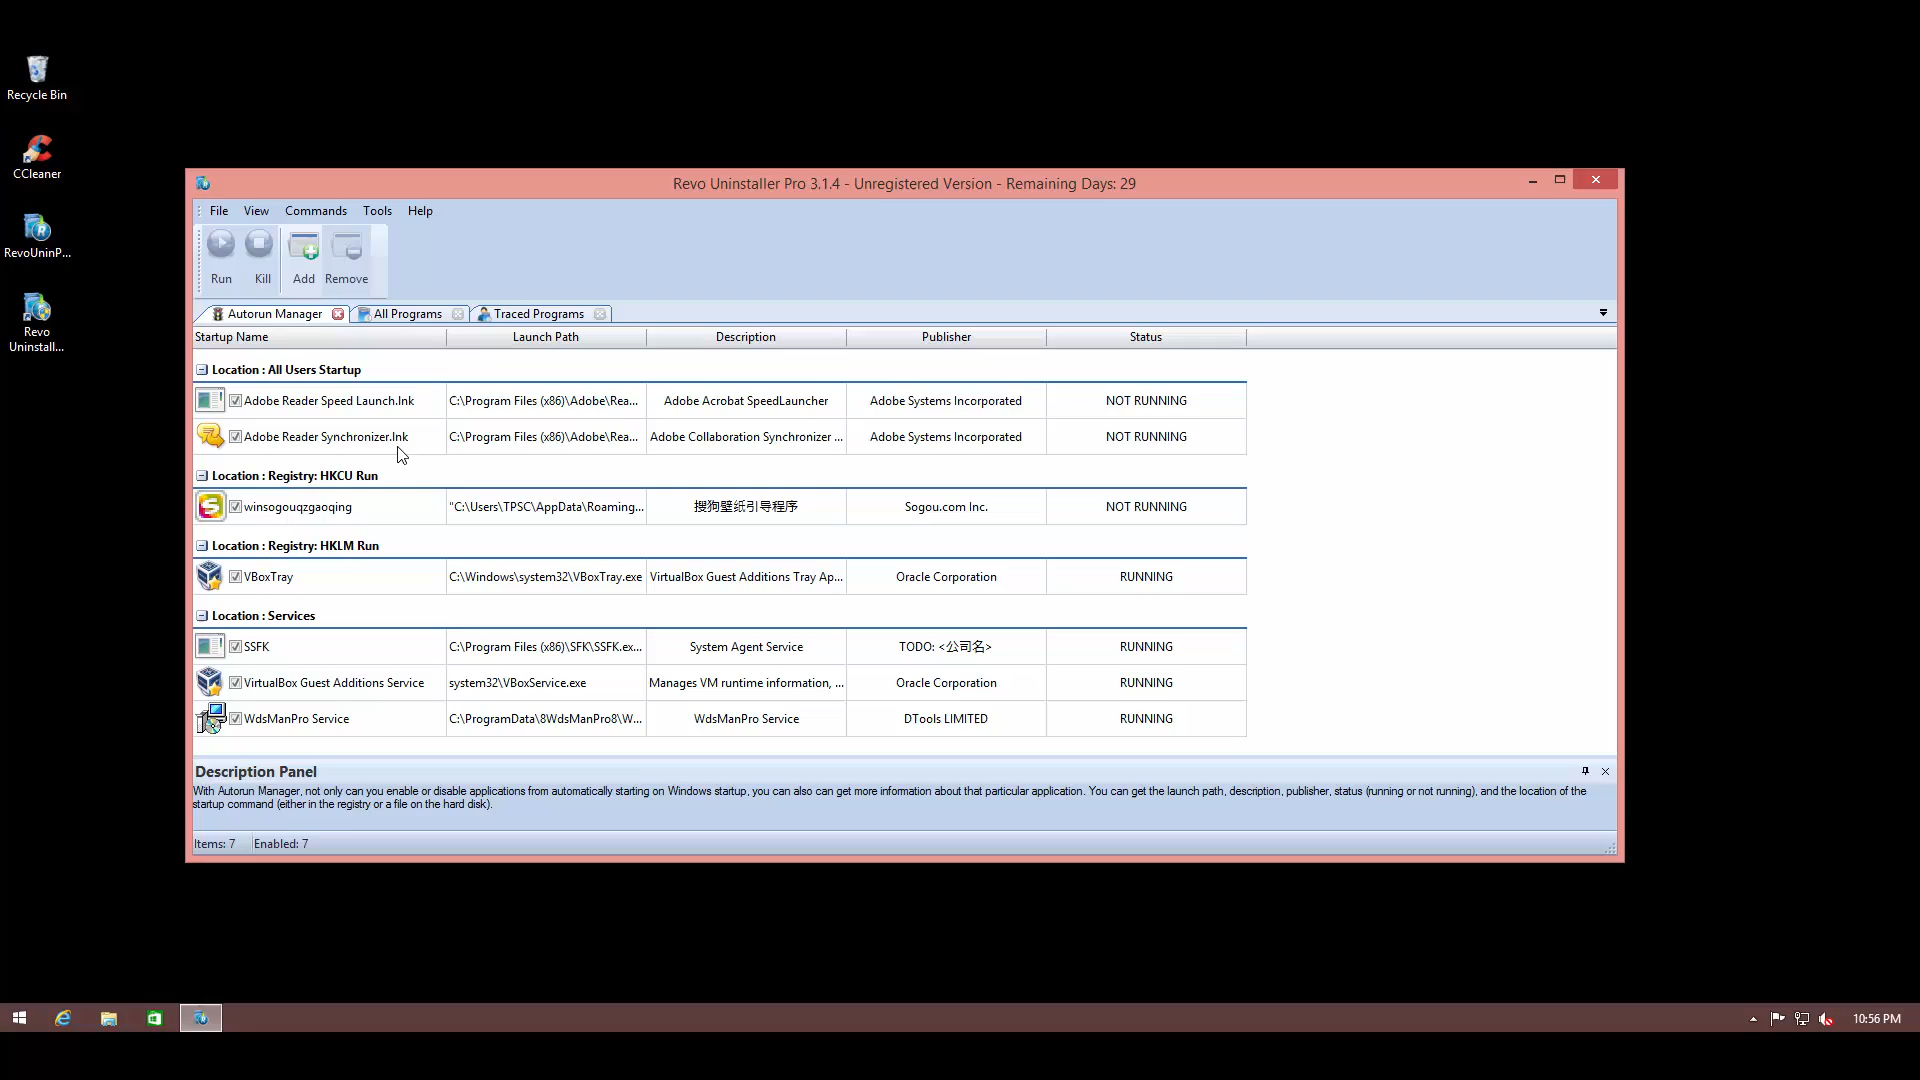 Recycle Bin
CCleaner
RevoUninP...
Revo
Uninstall...
Revo Uninstaller Pro 3.1.4 - Unregistered Version - Remaining Days: 29
File View Commands Tools Help
Run Kill Add Remove
Autorun Manager All Programs Traced Programs
Startup Name Launch Path Description Publisher Status
Location : All Users Startup
Adobe Reader Speed Launch.lnk C:\Program Files (x86)\Adobe\Rea... Adobe Acrobat SpeedLauncher Adobe Systems Incorporated NOT RUNNING
Adobe Reader Synchronizer.lnk C:\Program Files (x86)\Adobe\Rea... Adobe Collaboration Synchronizer ... Adobe Systems Incorporated NOT RUNNING
Location : Registry: HKCU Run
winsogouqzgaoqing "C:\Users\TPSC\AppData\Roaming... 搜狗壁纸引导程序 Sogou.com Inc. NOT RUNNING
Location : Registry: HKLM Run
VBoxTray C:\Windows\system32\VBoxTray.exe VirtualBox Guest Additions Tray Ap... Oracle Corporation RUNNING
Location : Services
SSFK C:\Program Files (x86)\SFK\SSFK.ex... System Agent Service TODO: <公司名> RUNNING
VirtualBox Guest Additions Service system32\VBoxService.exe Manages VM runtime information, ... Oracle Corporation RUNNING
WdsManPro Service C:\ProgramData\8WdsManPro8\W... WdsManPro Service DTools LIMITED RUNNING
Description Panel
With Autorun Manager, not only can you enable or disable applications from automatically starting on Windows startup, you can also can get more information about that particular application. You can get the launch path, description, publisher, status (running or not running), and the location of the
startup command (either in the registry or a file on the hard disk).
Items: 7 Enabled: 7
10:56 PM